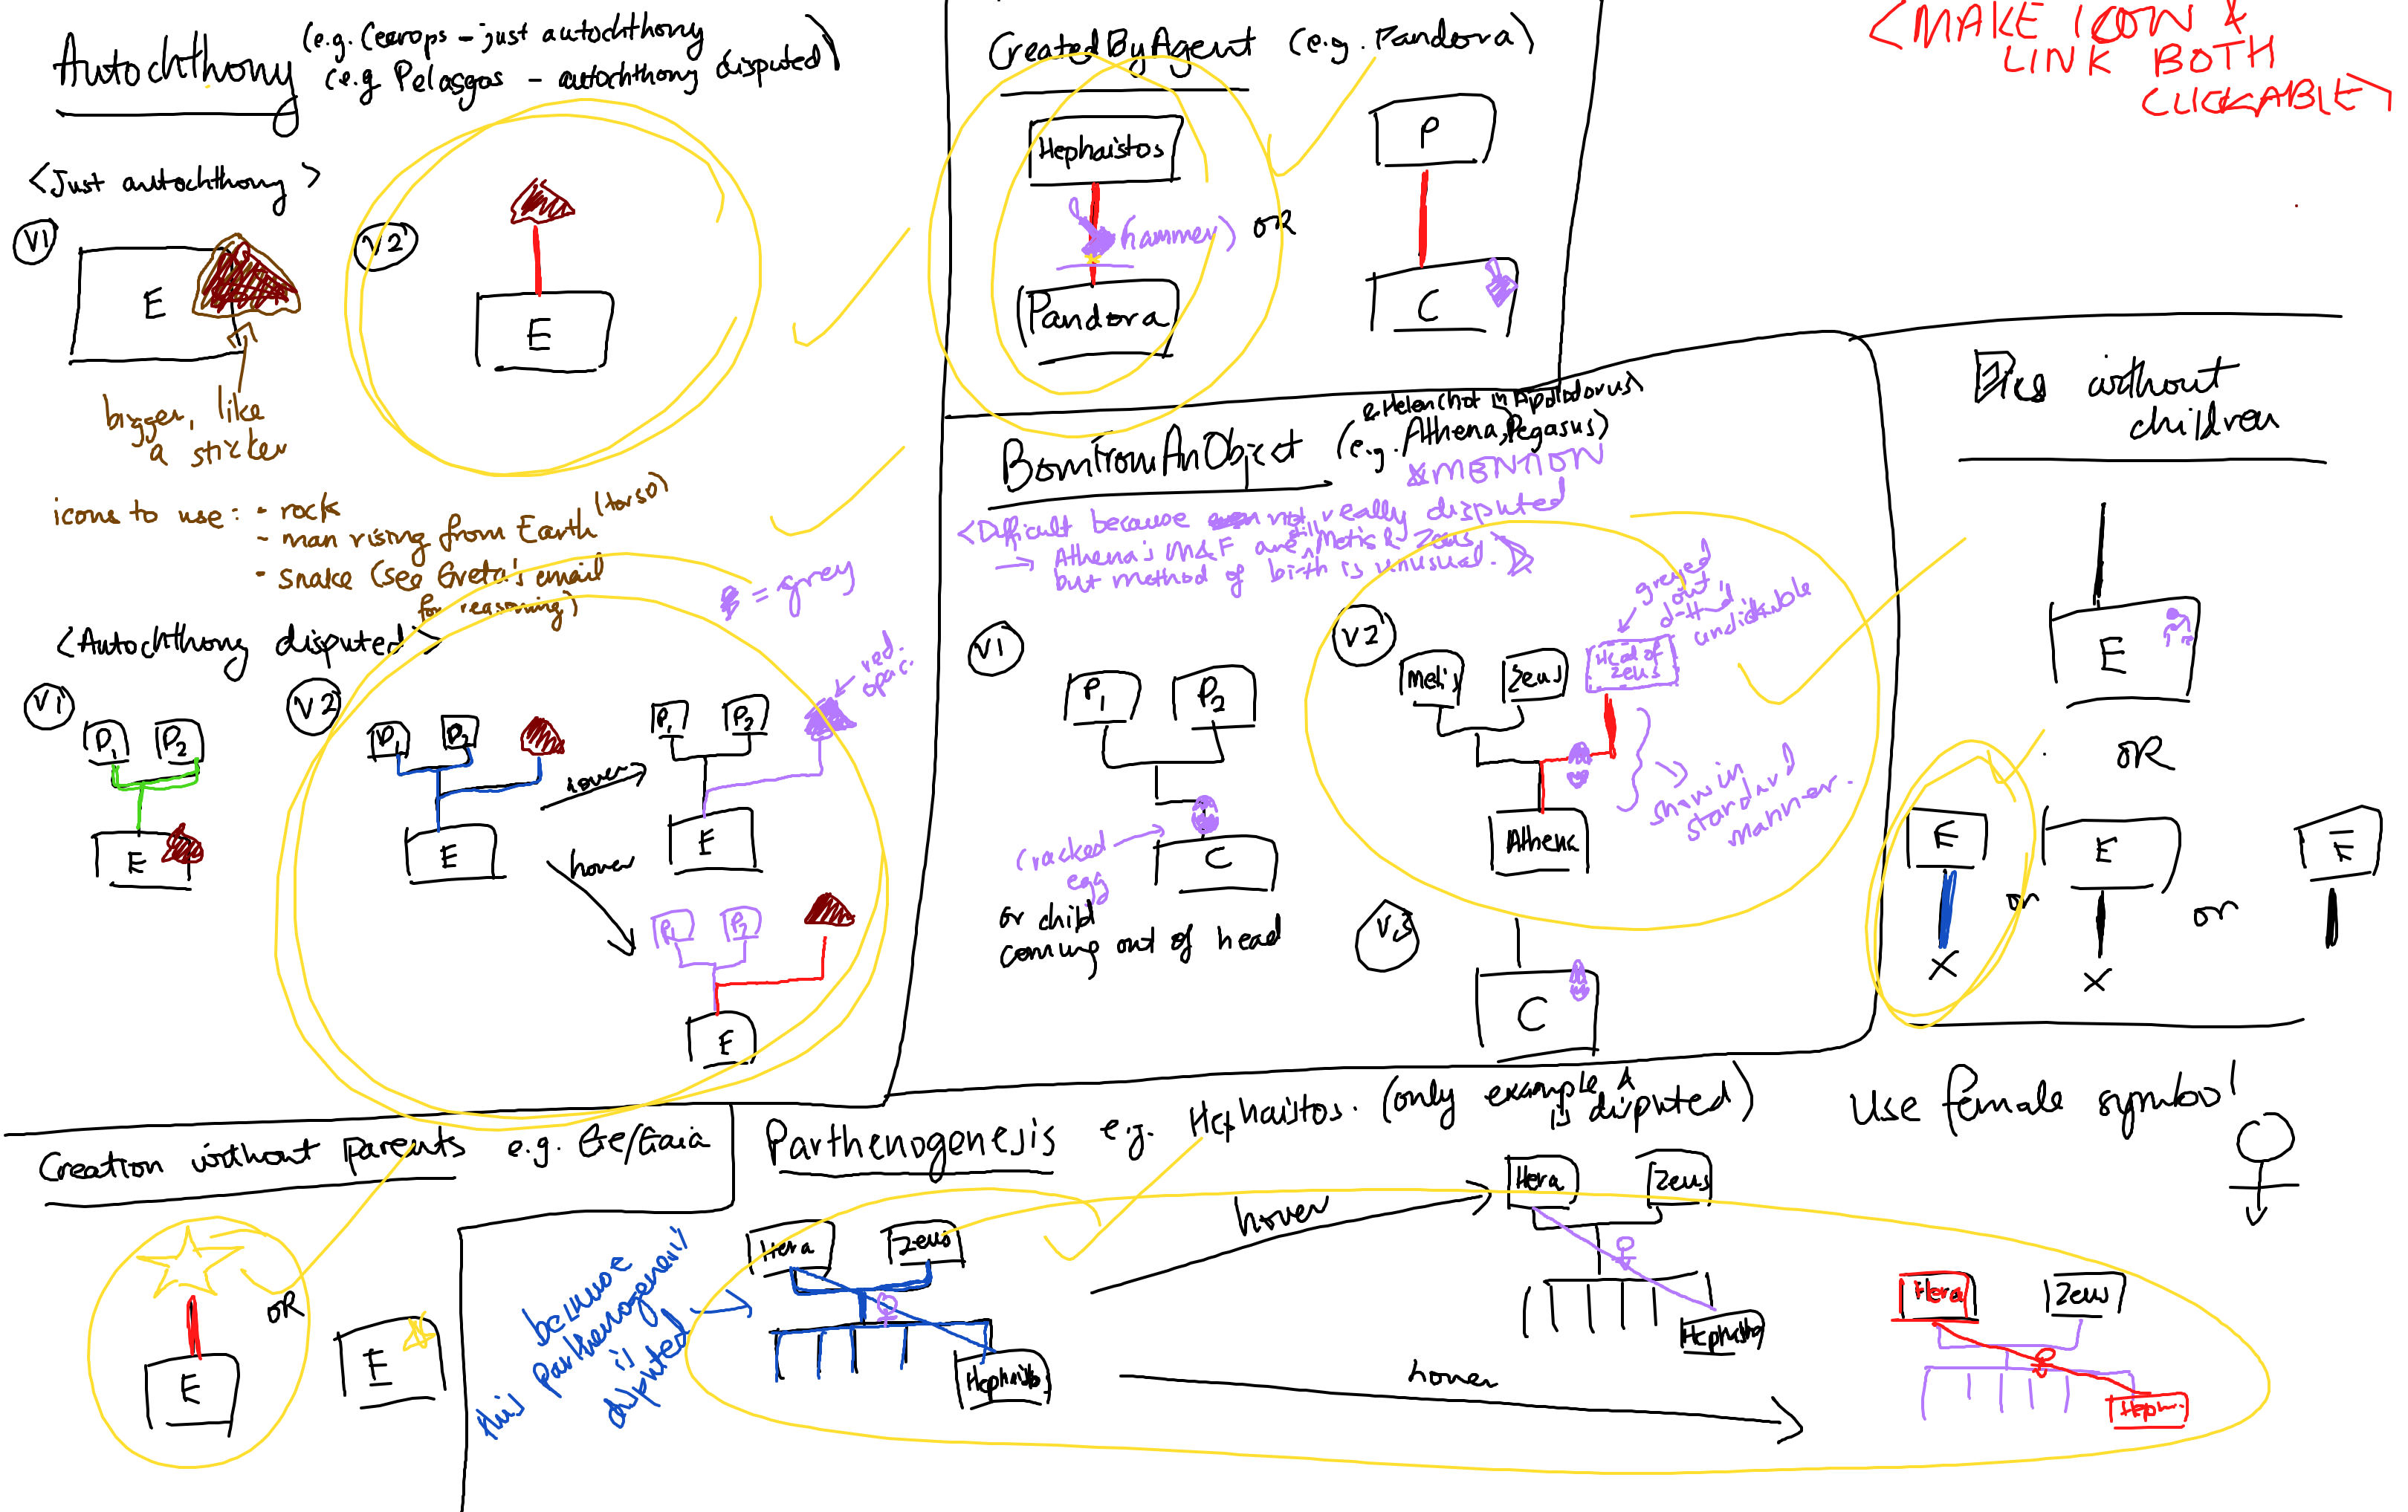 Autochthony
(e.g. Cecrops - just autochthony
(e.g Pelasgos - autochthony disputed)
<Just autochthony>
V1
E
V2
E
bigger, like
a sticker
icons to use: - rock
- man rising from Earth (torso)
- snake (see Greta's email
for reasoning)
<Autochthony disputed>
= grey
V1
P1 P2
E
V2
P1 P2
E
hover
hover
P1 P2
red.
opac.
E
P1 P2
E
CreatedByAgent (e.g. Pandora)
Hephaistos
(hammer)
Pandora
OR
P
C
<MAKE ICON &
LINK BOTH
CLICKABLE>
BornFromAnObject (e.g. Athena, Pegasus)
& Helen (not in Apollodorus)
& MENTION
<Difficult because not really disputed
→ Athena's M&F are still Metis & Zeus,
but method of birth is unusual.>
V1
P1 P2
C
cracked
egg
or child
coming out of head
V2
Metis Zeus
Head of
Zeus
greyed
out
d-H-d
unclickable
Athena
show in
standard
manner.
V3
C
Dies without
children
E
OR
E
X
or
E
X
or
E
Creation without parents e.g. Ge/Gaia
E
OR
E
Parthenogenesis e.g. Hephaistos. (only example &
is disputed)
Use female symbol
because
this parthenogenesis
is
disputed
Hera Zeus
Hephaistos
hover
Hera Zeus
Hephaistos
hover
Hera Zeus
Heph.